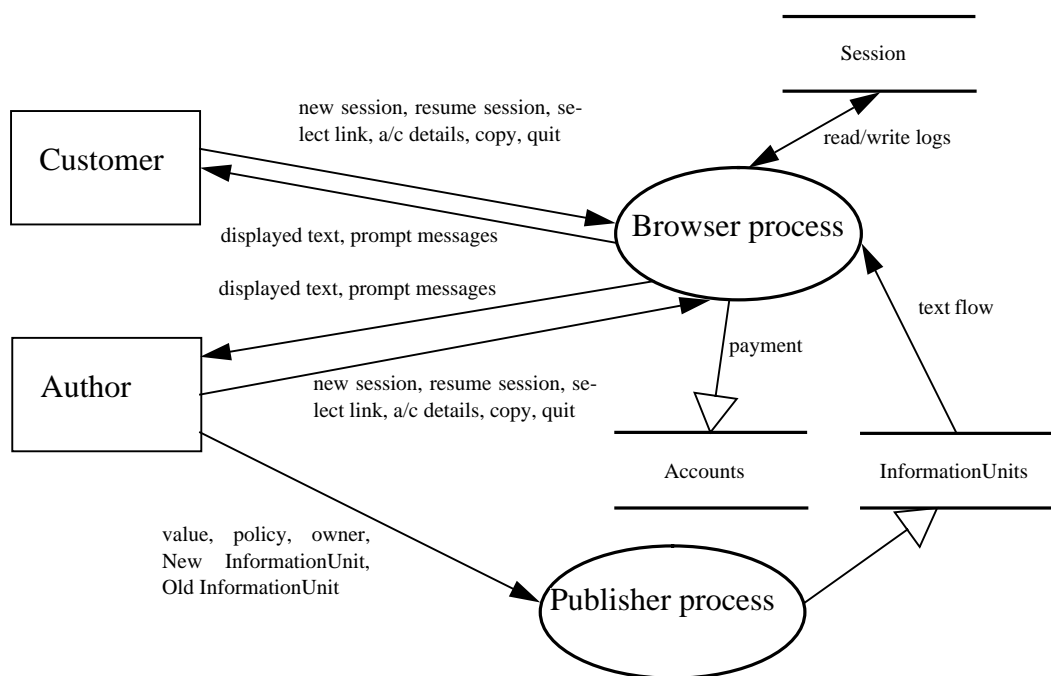 Session
new session, resume session, se-
lect link, a/c details, copy, quit
read/write logs
Customer
Browser process
displayed text, prompt messages
displayed text, prompt messages
text flow
payment
Author
new session, resume session, se-
lect link, a/c details, copy, quit
Accounts
InformationUnits
value, policy, owner,
New InformationUnit,
Old InformationUnit
Publisher process